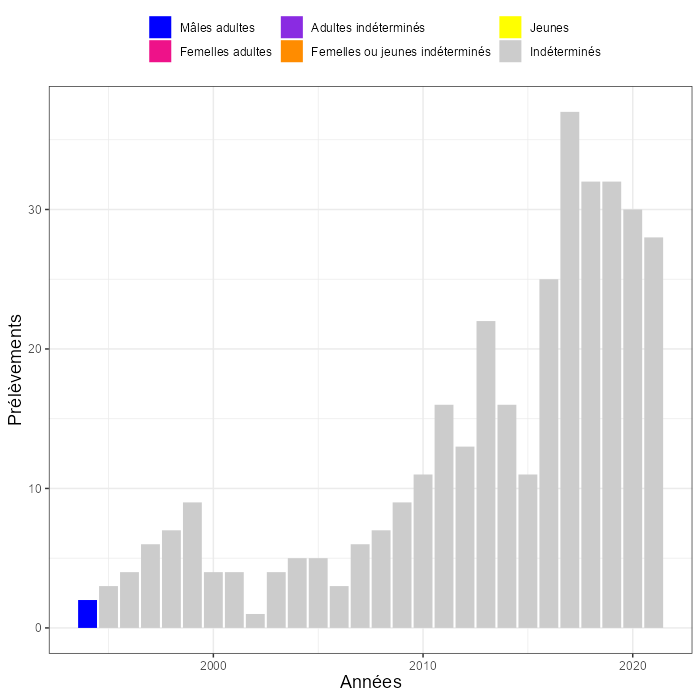 Mâles adultes
Adultes indéterminés
Jeunes
Femelles adultes
Femelles ou jeunes indéterminés
Indéterminés
Prélèvements
30
20
10
0
2000
2010
2020
Années